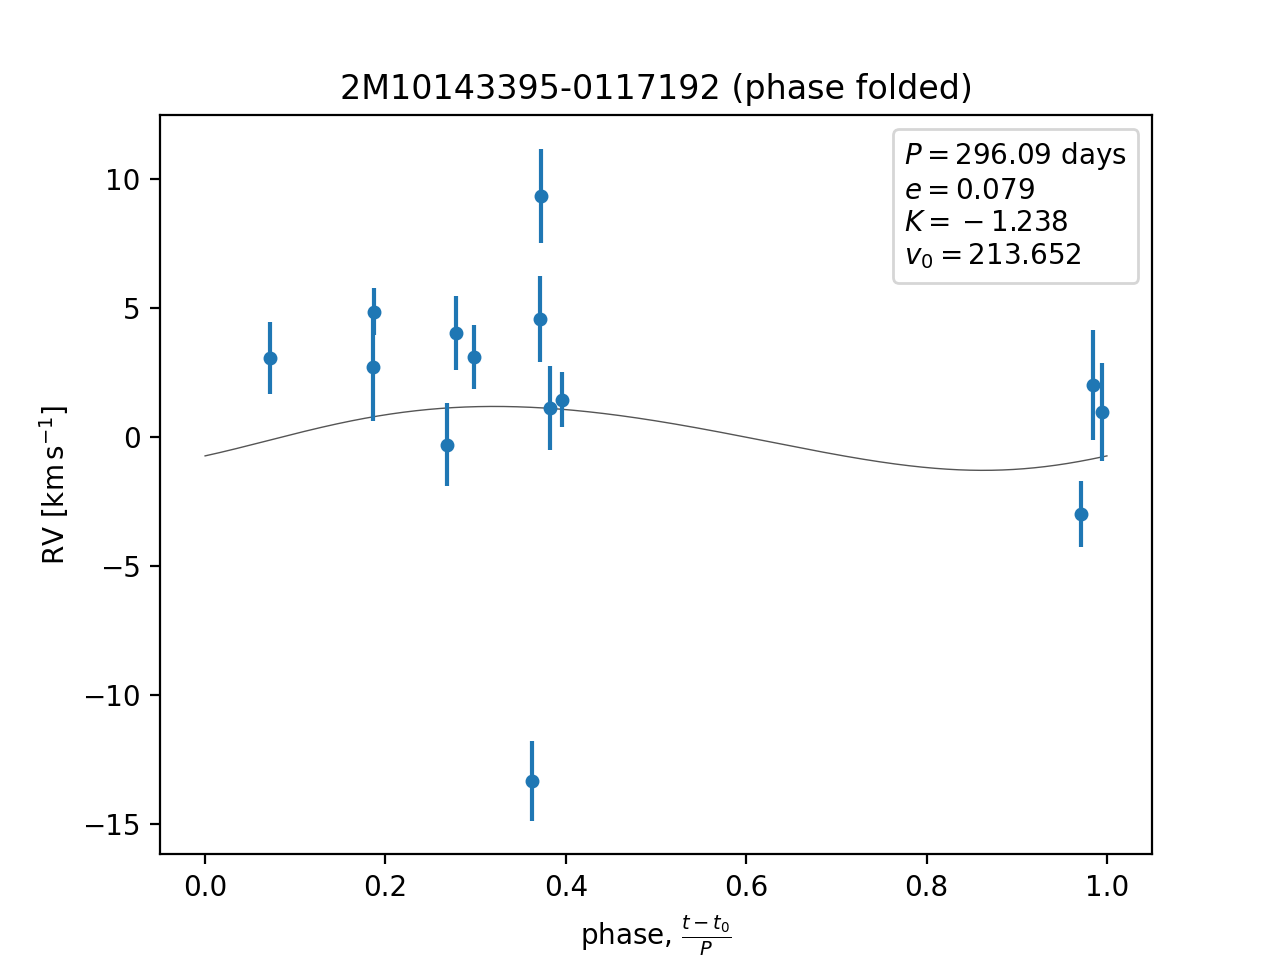 2M10143395-0117192 (phase folded)
P = 296.09 days
e = 0.079
K = −1.238
v₀ = 213.652
10
5
0
−5
−10
−15
RV [km s⁻¹]
0.0 0.2 0.4 0.6 0.8 1.0
phase, (t − t₀)/P